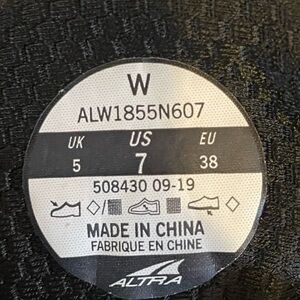 W
ALW1855N607
UK US EU
5 7 38
508430 09-19
MADE IN CHINA
FABRIQUE EN CHINE
ALTRA